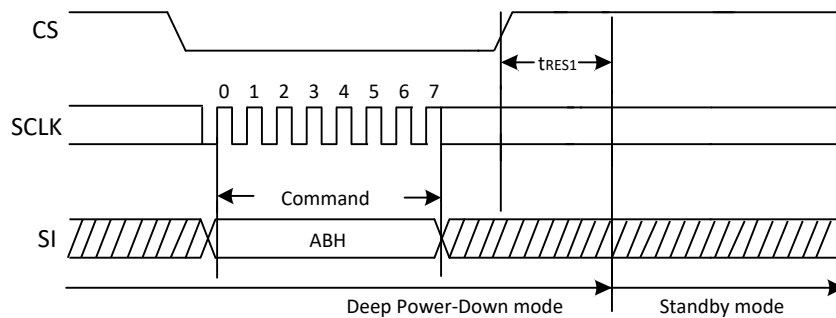 CS
tRES1
0 1 2 3 4 5 6 7
SCLK
Command
SI
ABH
Deep Power-Down mode
Standby mode